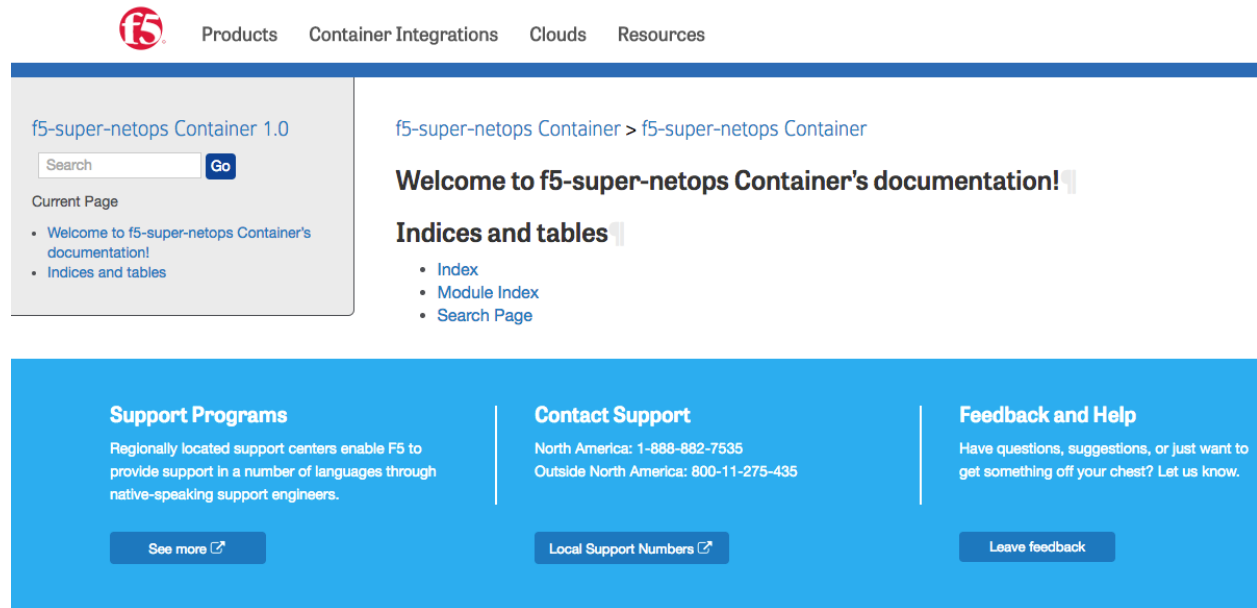 f5 Products Container Integrations Clouds Resources
f5-super-netops Container 1.0
Search Go
Current Page
• Welcome to f5-super-netops Container's
documentation!
• Indices and tables
f5-super-netops Container > f5-super-netops Container
Welcome to f5-super-netops Container's documentation!¶
Indices and tables¶
• Index
• Module Index
• Search Page
Support Programs
Regionally located support centers enable F5 to
provide support in a number of languages through
native-speaking support engineers.
See more
Contact Support
North America: 1-888-882-7535
Outside North America: 800-11-275-435
Local Support Numbers
Feedback and Help
Have questions, suggestions, or just want to
get something off your chest? Let us know.
Leave feedback